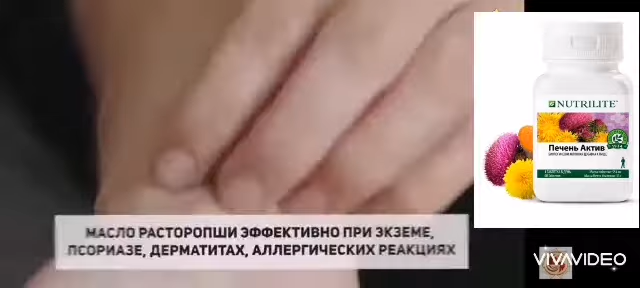 NUTRILITE
Печень Актив
МАСЛО РАСТОРОПШИ ЭФФЕКТИВНО ПРИ ЭКЗЕМЕ,
ПСОРИАЗЕ, ДЕРМАТИТАХ, АЛЛЕРГИЧЕСКИХ РЕАКЦИЯХ
VIVAVIDEO